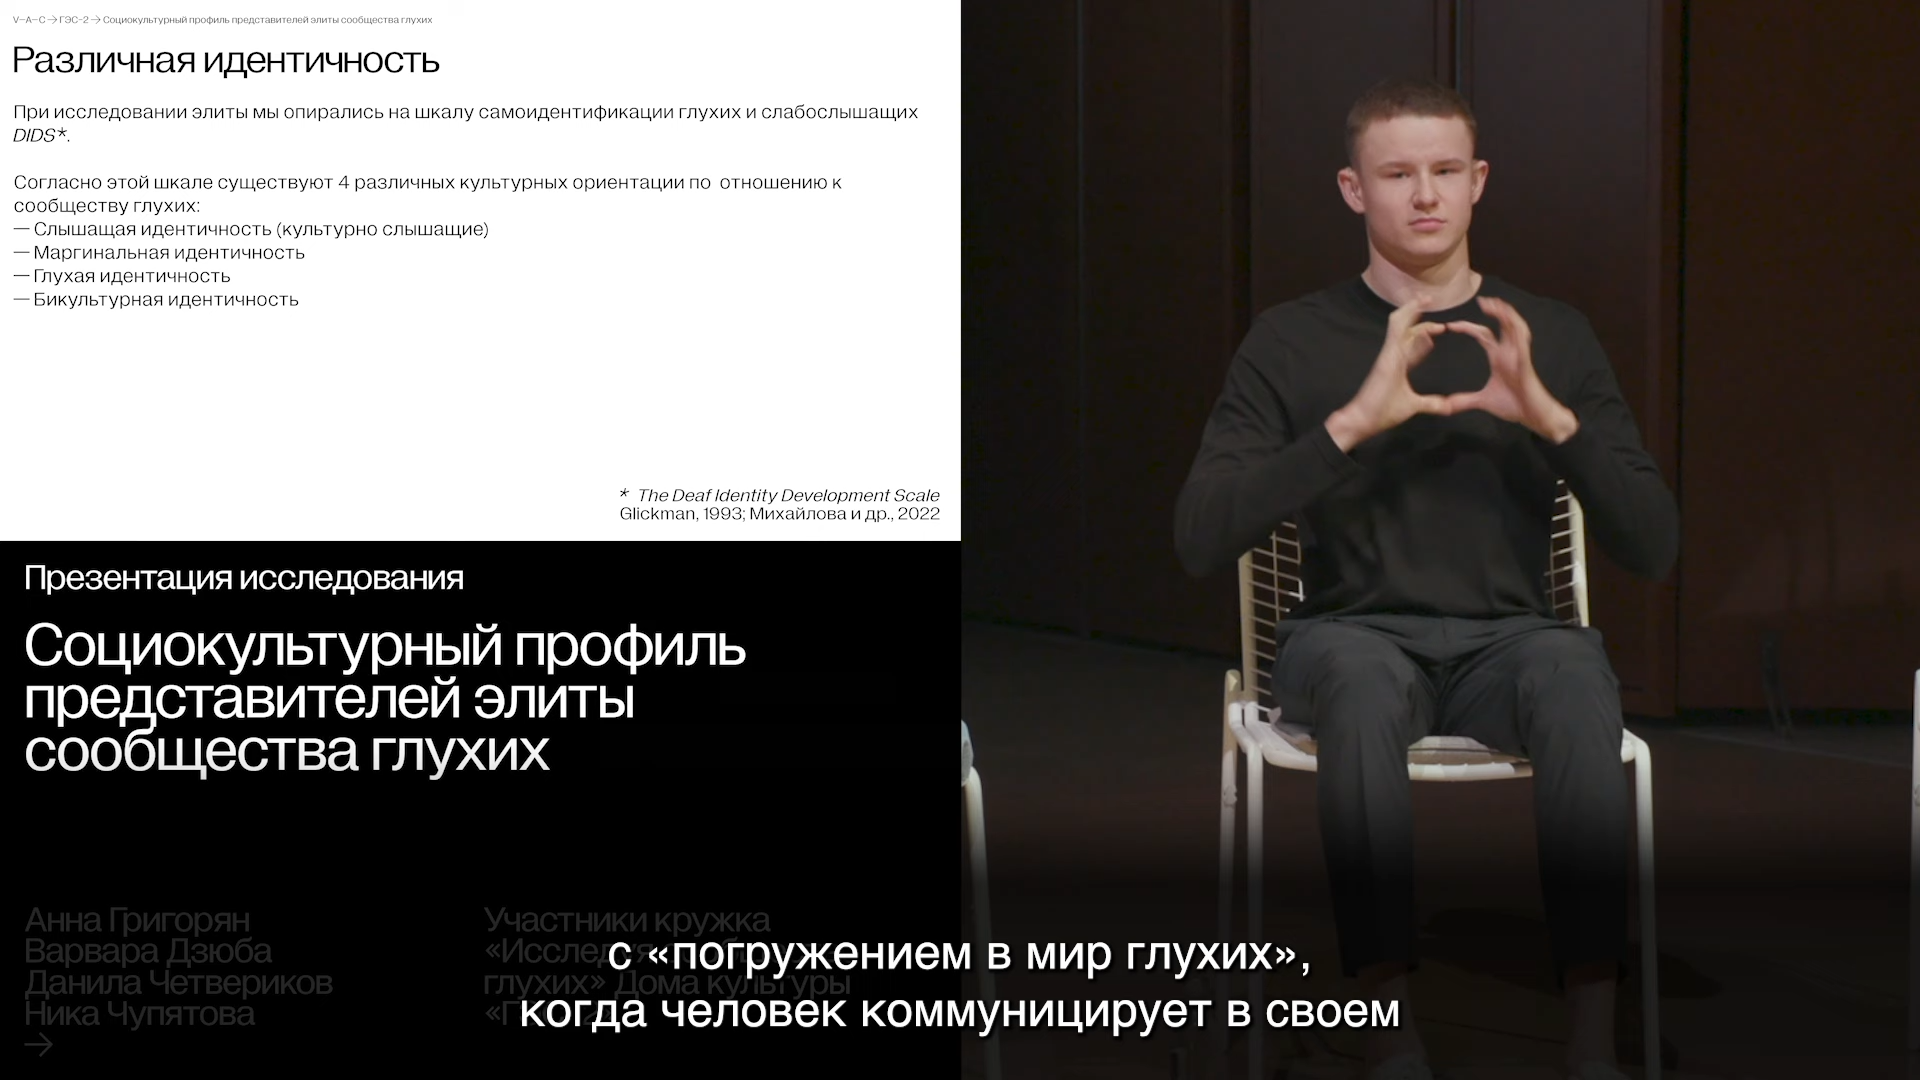 V–A–C → ГЭС-2 → Социокультурный профиль представителей элиты сообщества глухих
Различная идентичность
При исследовании элиты мы опирались на шкалу самоидентификации глухих и слабослышащих
DIDS*.
Согласно этой шкале существуют 4 различных культурных ориентации по отношению к
сообществу глухих:
— Слышащая идентичность (культурно слышащие)
— Маргинальная идентичность
— Глухая идентичность
— Бикультурная идентичность
* The Deaf Identity Development Scale
Glickman, 1993; Михайлова и др., 2022
Презентация исследования
Социокультурный профиль
представителей элиты
сообщества глухих
Анна Григорян
Варвара Дзюба
Данила Четвериков
Ника Чупятова
→
Участники кружка
глухих» Дома культуры
с «погружением в мир глухих»,
когда человек коммуницирует в своем